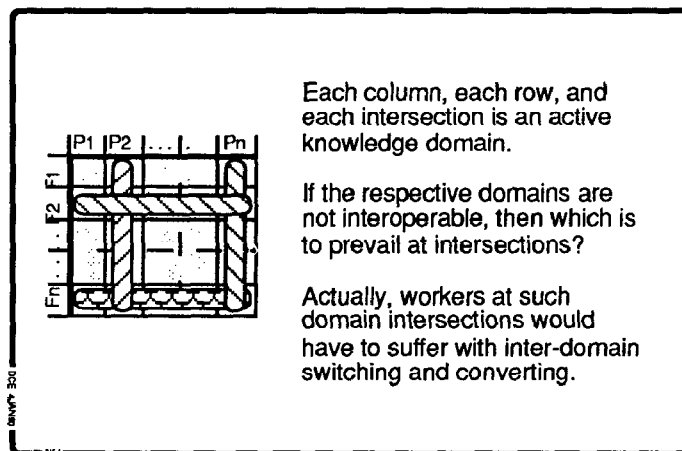 P1 P2 . . . . Pn
F1
F2
. . . .
Fn
Each column, each row, and
each intersection is an active
knowledge domain.
If the respective domains are
not interoperable, then which is
to prevail at intersections?
Actually, workers at such
domain intersections would
have to suffer with inter-domain
switching and converting.
DCE